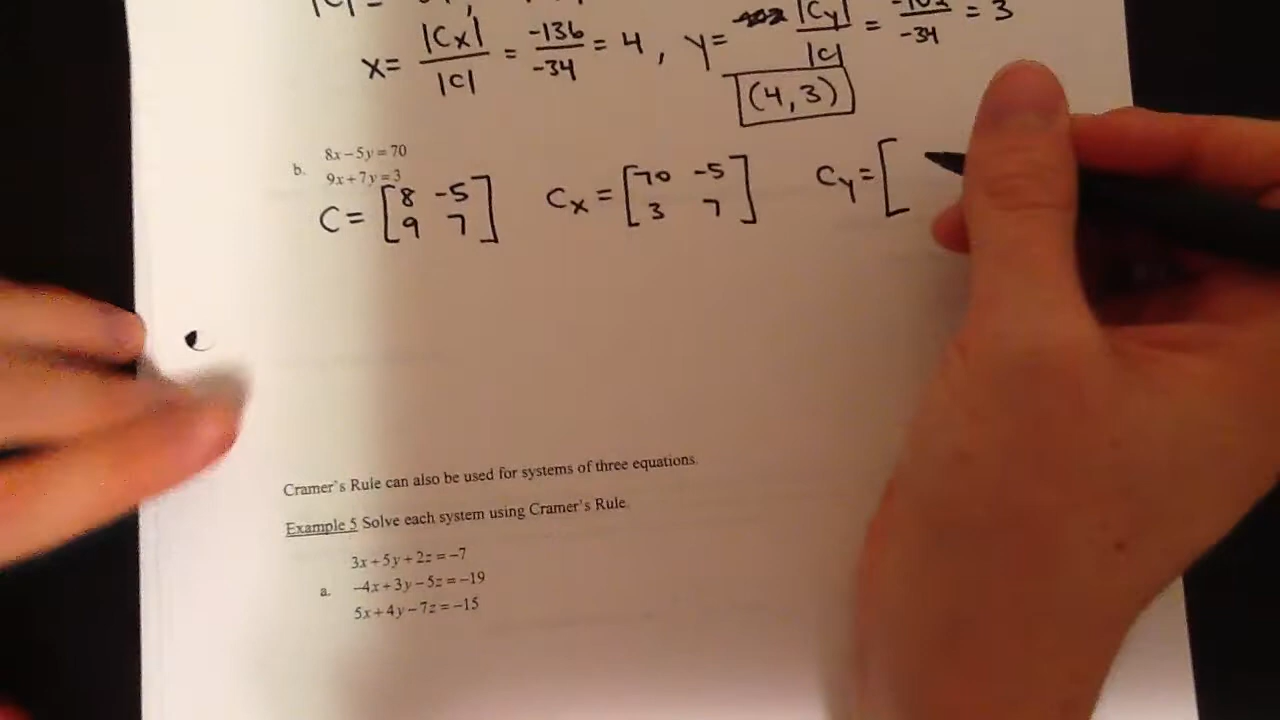 x = |Cx| / |C| = -136 / -34 = 4 , y = |Cy| / |C| = / -34 = 3
(4, 3)
b. 8x – 5y = 70
9x + 7y = 3
C = [8 -5 Cx = [70 -5 Cy = [
9 7] 3 7]
Cramer's Rule can also be used for systems of three equations.
Example 5 Solve each system using Cramer's Rule.
3x + 5y + 2z = –7
a. –4x + 3y – 5z = –19
5x + 4y – 7z = –15